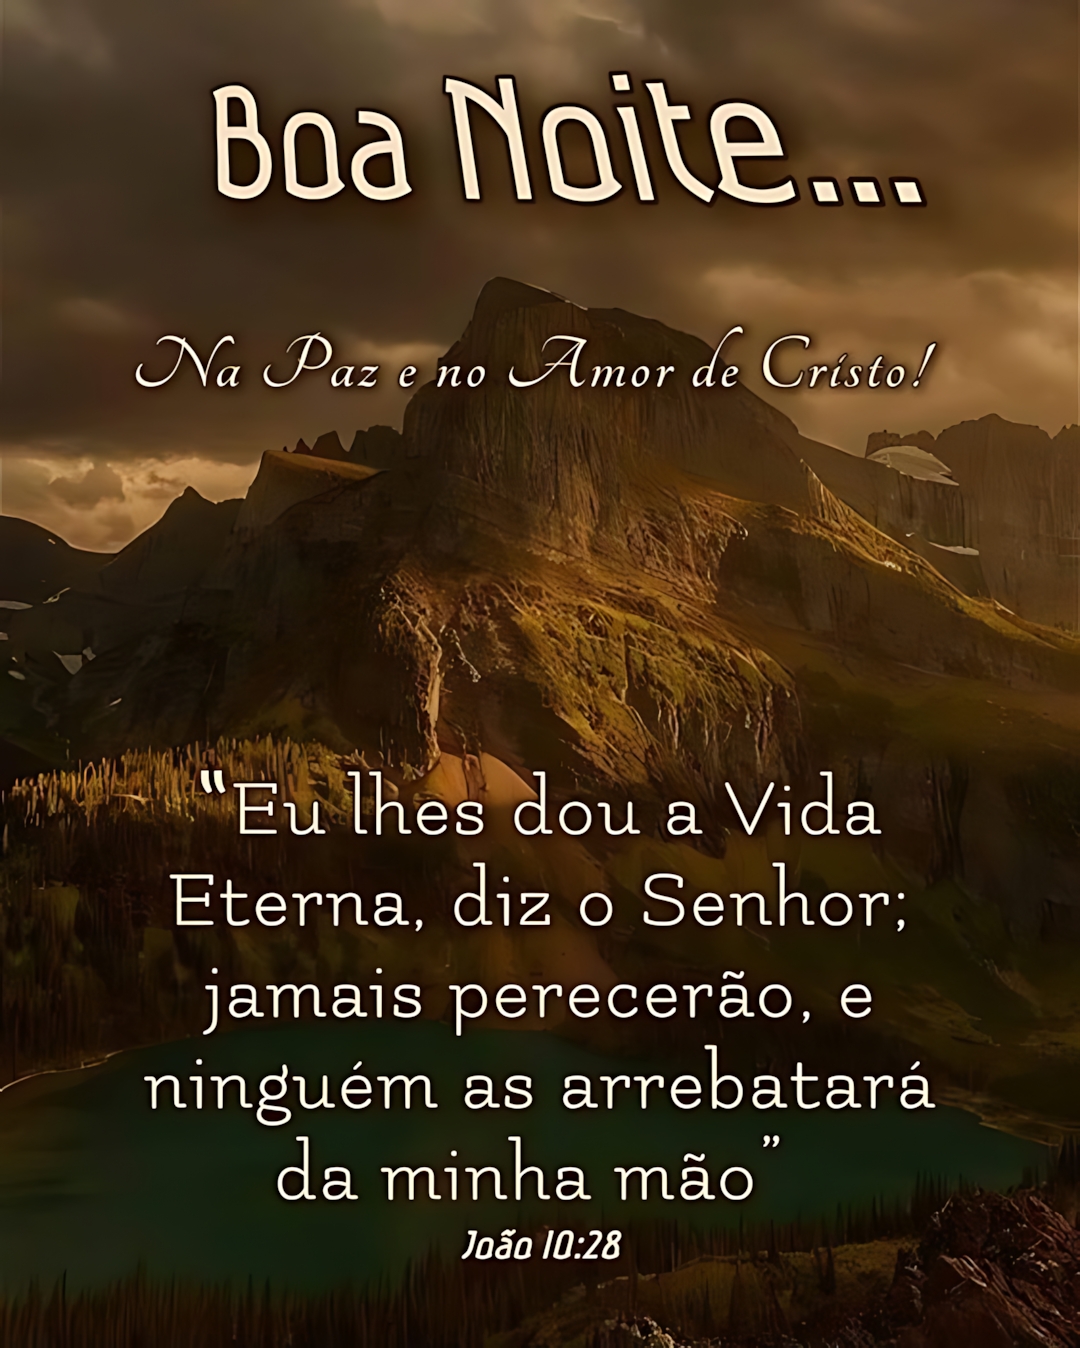 Boa Noite...
Na Paz e no Amor de Cristo!
"Eu lhes dou a Vida
Eterna, diz o Senhor;
jamais perecerão, e
ninguém as arrebatará
da minha mão”
João 10:28